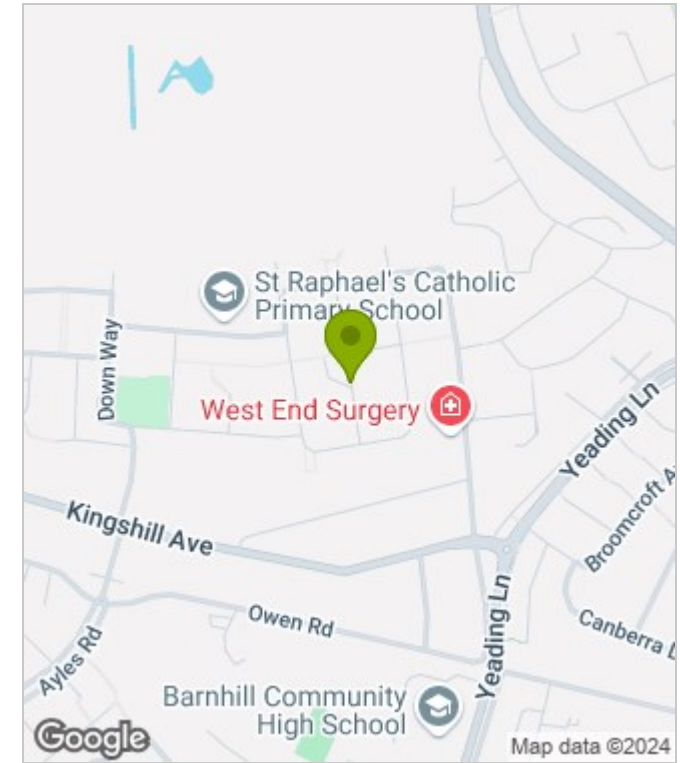 St Raphael's Catholic
Primary School
Down Way
West End Surgery
Yeading Ln
Broomcroft A
Kingshill Ave
Owen Rd
Canberra
Yeading Ln
Ayles Rd
Barnhill Community
High School
Google
Map data ©2024